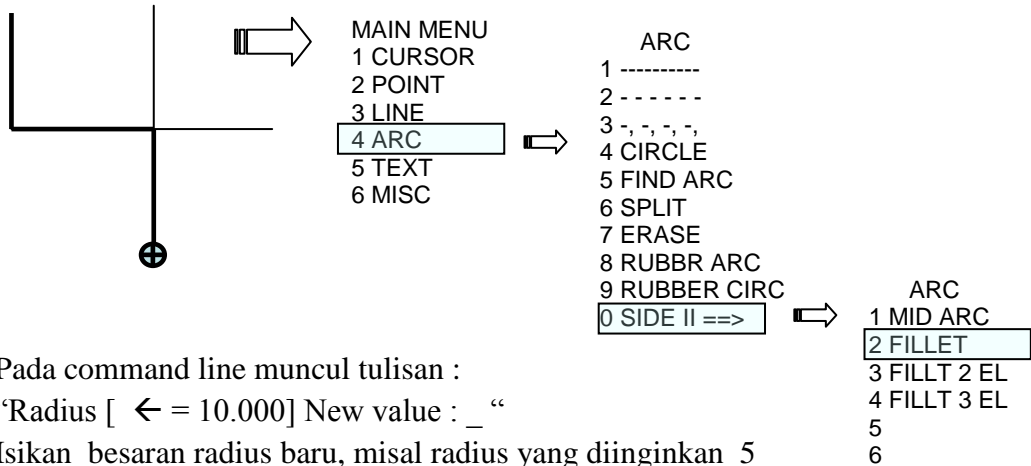 MAIN MENU
1 CURSOR
2 POINT
3 LINE
4 ARC
5 TEXT
6 MISC
ARC
1 ----------
2 - - - - - -
3 -, -, -, -,
4 CIRCLE
5 FIND ARC
6 SPLIT
7 ERASE
8 RUBBR ARC
9 RUBBER CIRC
0 SIDE II ==>
ARC
1 MID ARC
2 FILLET
3 FILLT 2 EL
4 FILLT 3 EL
5
6
Pada command line muncul tulisan :
“Radius [ ← = 10.000] New value : _ “
Isikan besaran radius baru, misal radius yang diinginkan 5